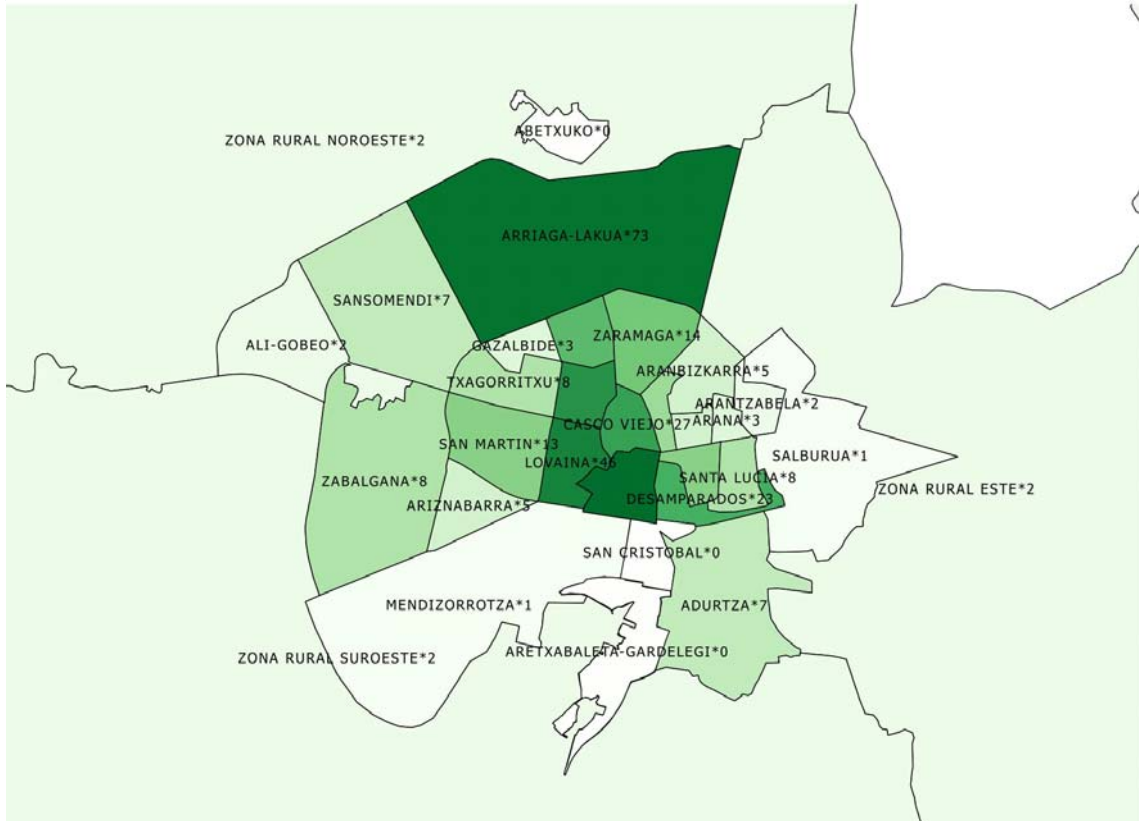 ABETXUKO*0
ZONA RURAL NOROESTE*2
ARRIAGA-LAKUA*73
SANSOMENDI*7
ZARAMAGA*14
ALI-GOBEO*2
GAZALBIDE*3
ARANBIZKARRA*5
TXAGORRITXU*8
ARANTZABELA*2
CASCO VIEJO*27
ARANA*3
SAN MARTIN*13
SALBURUA*1
LOVAINA*46
SANTA LUCIA*8
ZABALGANA*8
ZONA RURAL ESTE*2
DESAMPARADOS*23
ARIZNABARRA*5
SAN CRISTOBAL*0
MENDIZORROTZA*1
ADURTZA*7
ARETXABALETA-GARDELEGI*0
ZONA RURAL SUROESTE*2